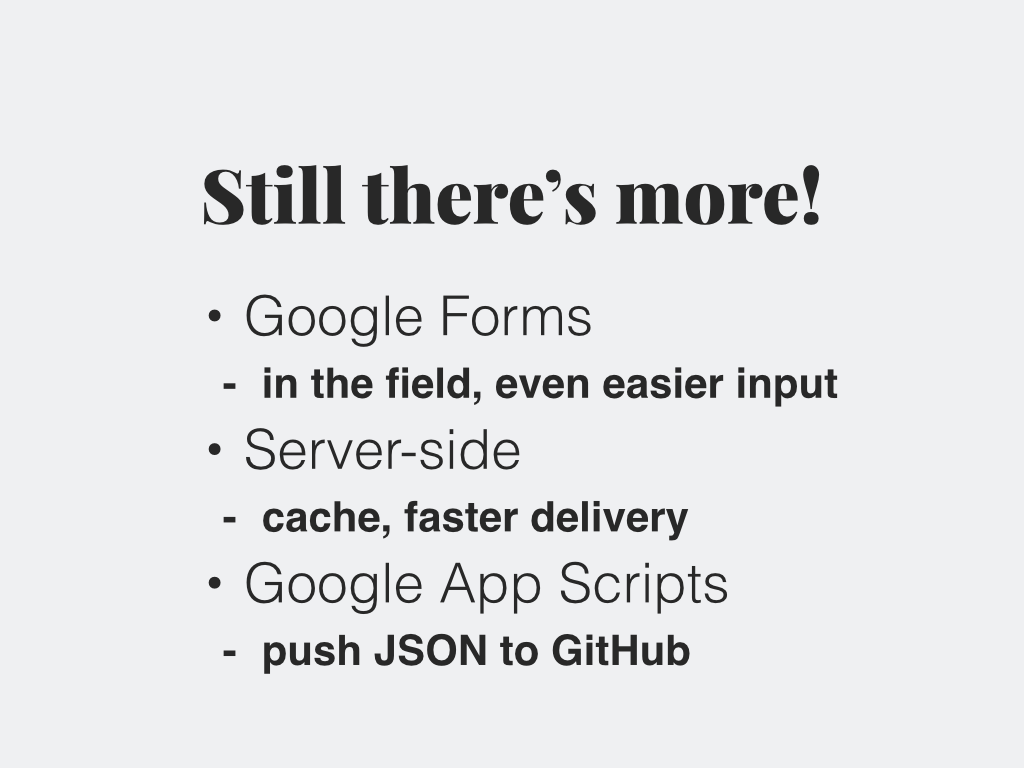 Still there’s more!
• Google Forms
- in the field, even easier input
• Server-side
- cache, faster delivery
• Google App Scripts
- push JSON to GitHub